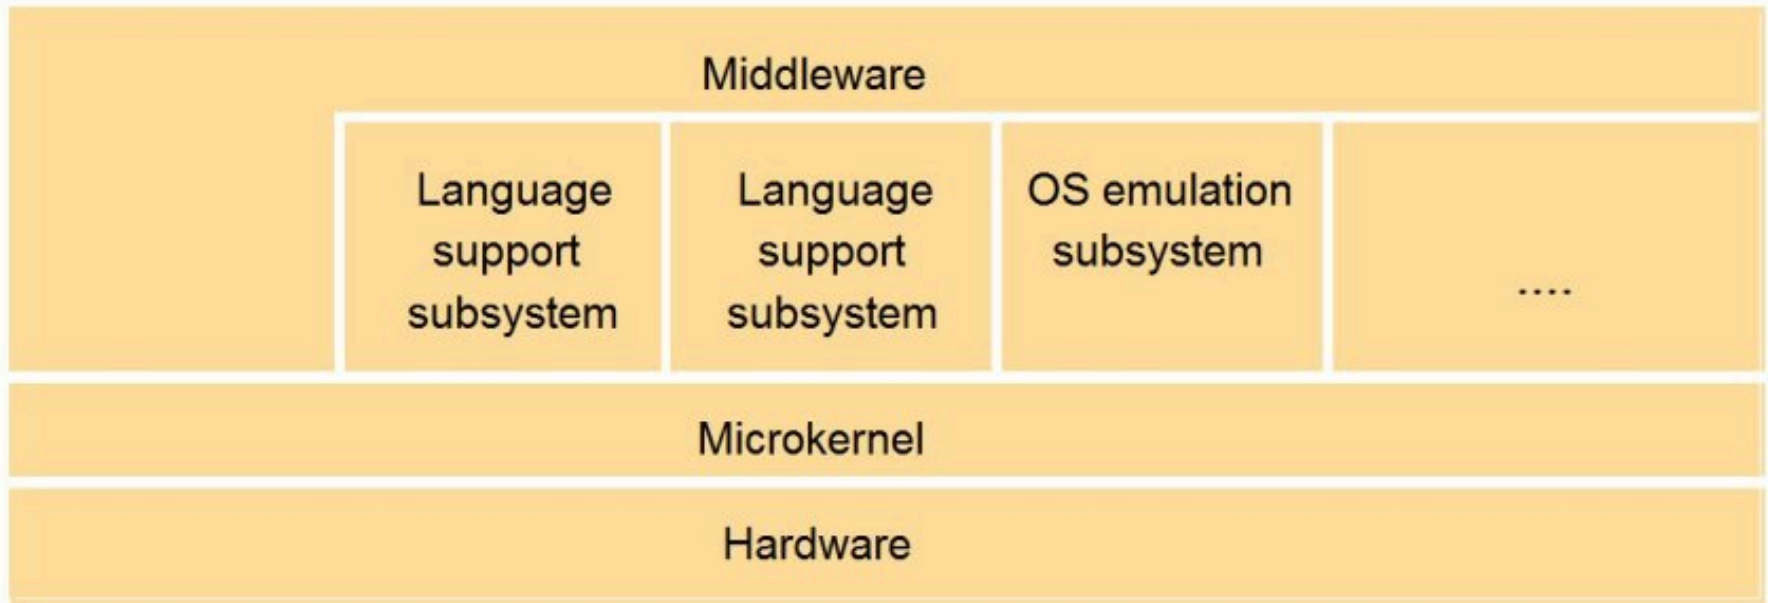 Middleware
Language
support
subsystem
Language
support
subsystem
OS emulation
subsystem
....
Microkernel
Hardware